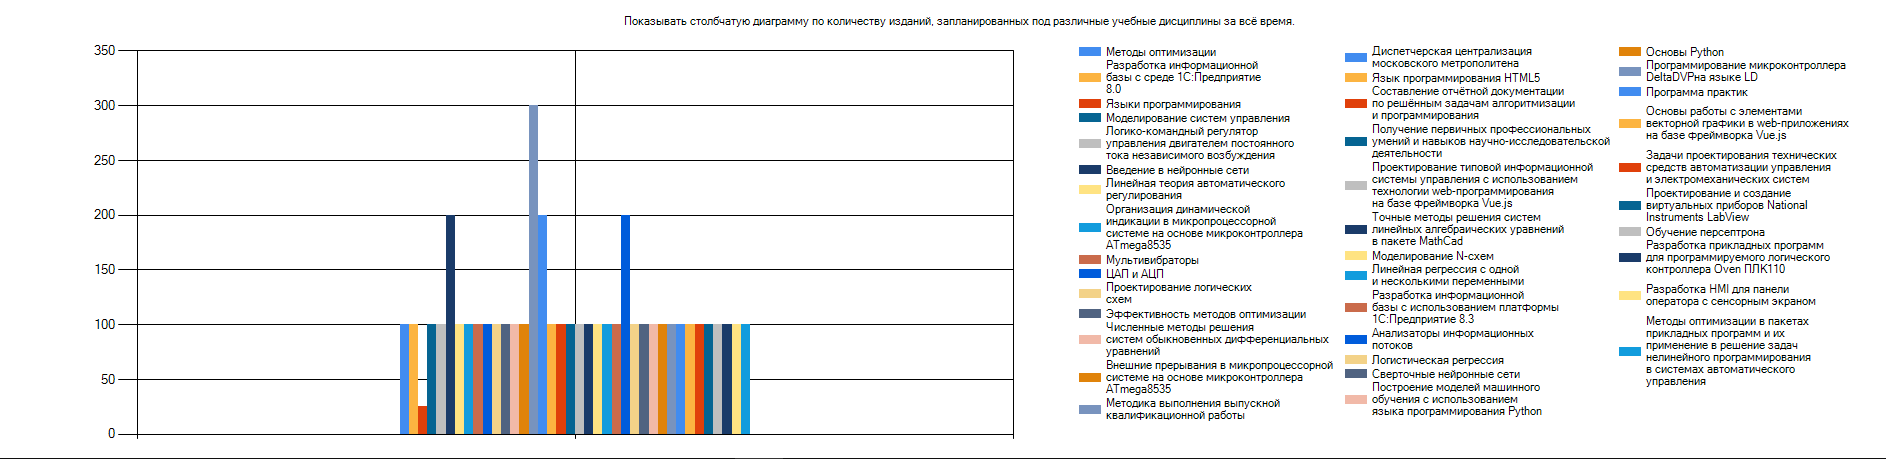 Показывать столбчатую диаграмму по количеству изданий, запланированных под различные учебные дисциплины за всё время.
350
300
250
200
150
100
50
0
Методы оптимизации
Разработка информационной
базы с среде 1С:Предприятие
8.0
Языки программирования
Моделирование систем управления
Логико-командный регулятор
управления двигателем постоянного
тока независимого возбуждения
Введение в нейронные сети
Линейная теория автоматического
регулирования
Организация динамической
индикации в микропроцессорной
системе на основе микроконтроллера
ATmega8535
Мультивибраторы
ЦАП и АЦП
Проектирование логических
схем
Эффективность методов оптимизации
Численные методы решения
систем обыкновенных дифференциальных
уравнений
Внешние прерывания в микропроцессорной
системе на основе микроконтроллера
ATmega8535
Методика выполнения выпускной
квалификационной работы
Диспетчерская централизация
московского метрополитена
Язык программирования HTML5
Составление отчётной документации
по решённым задачам алгоритмизации
и программирования
Получение первичных профессиональных
умений и навыков научно-исследовательской
деятельности
Проектирование типовой информационной
системы управления с использованием
технологии web-программирования
на базе фреймворка Vue.js
Точные методы решения систем
линейных алгебраических уравнений
в пакете MathCad
Моделирование N-схем
Линейная регрессия с одной
и несколькими переменными
Разработка информационной
базы с использованием платформы
1С:Предприятие 8.3
Анализаторы информационных
потоков
Логистическая регрессия
Сверточные нейронные сети
Построение моделей машинного
обучения с использованием
языка программирования Python
Основы Python
Программирование микроконтроллера
DeltaDVPна языке LD
Программа практик
Основы работы с элементами
векторной графики в web-приложениях
на базе фреймворка Vue.js
Задачи проектирования технических
средств автоматизации управления
и электромеханических систем
Проектирование и создание
виртуальных приборов National
Instruments LabView
Обучение персептрона
Разработка прикладных программ
для программируемого логического
контроллера Oven ПЛК110
Разработка HMI для панели
оператора с сенсорным экраном
Методы оптимизации в пакетах
прикладных программ и их
применение в решение задач
нелинейного программирования
в системах автоматического
управления